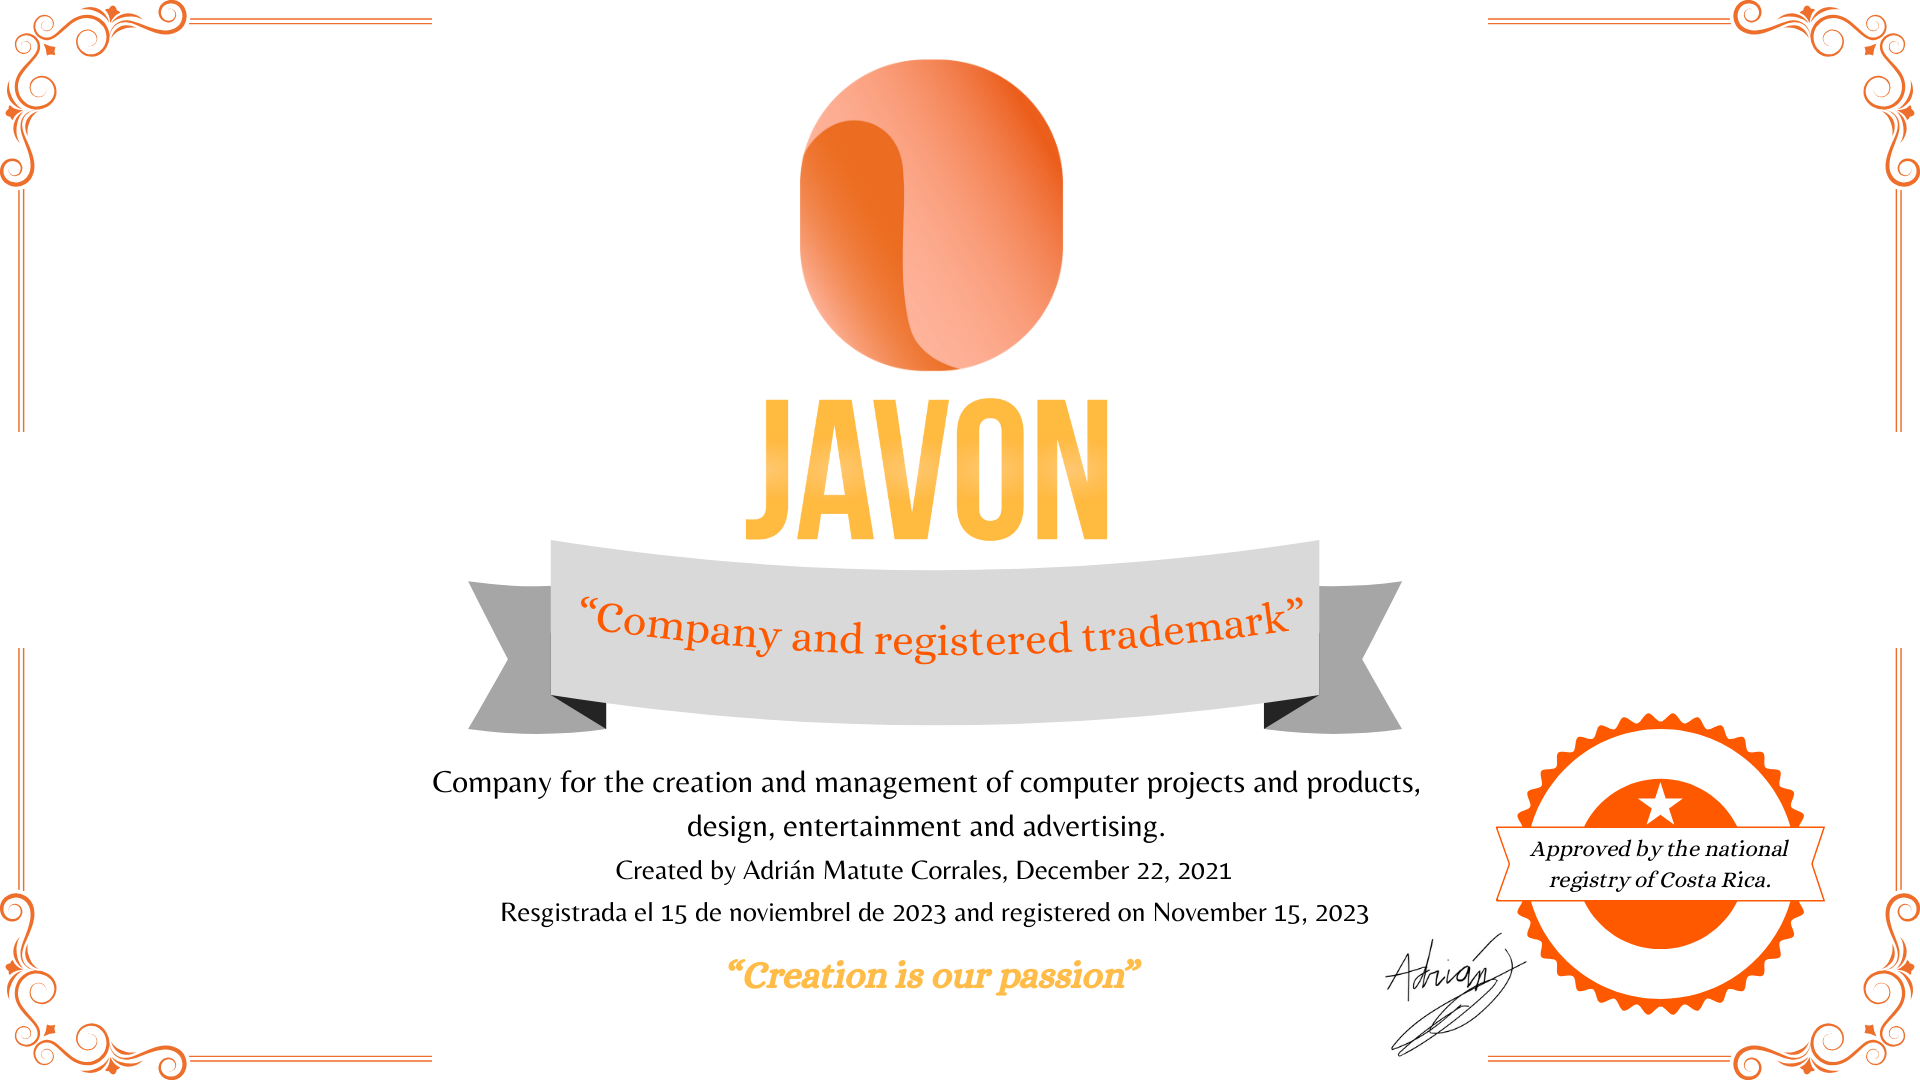 JAVON
“Company and registered trademark”
Company for the creation and management of computer projects and products,
design, entertainment and advertising.
Created by Adrián Matute Corrales, December 22, 2021
Resgistrada el 15 de noviembrel de 2023 and registered on November 15, 2023
“Creation is our passion”
Approved by the national
registry of Costa Rica.
Adrián